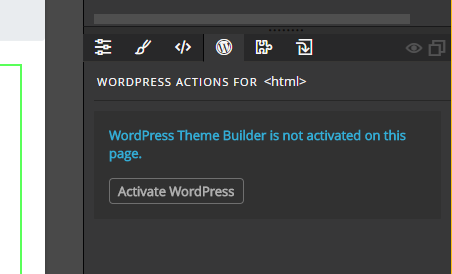 WORDPRESS ACTIONS FOR <html>
WordPress Theme Builder is not activated on this
page.
Activate WordPress